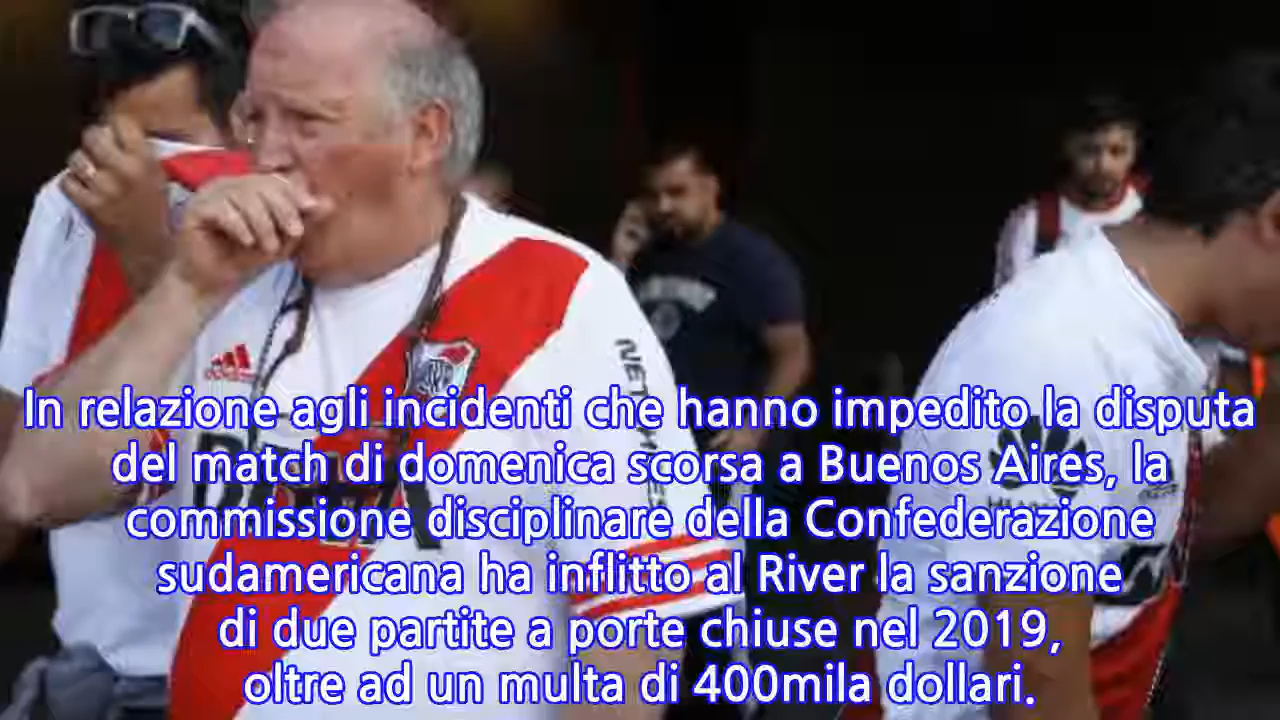 In relazione agli incidenti che hanno impedito la disputa
del match di domenica scorsa a Buenos Aires, la
commissione disciplinare della Confederazione
sudamericana ha inflitto al River la sanzione
di due partite a porte chiuse nel 2019,
oltre ad un multa di 400mila dollari.